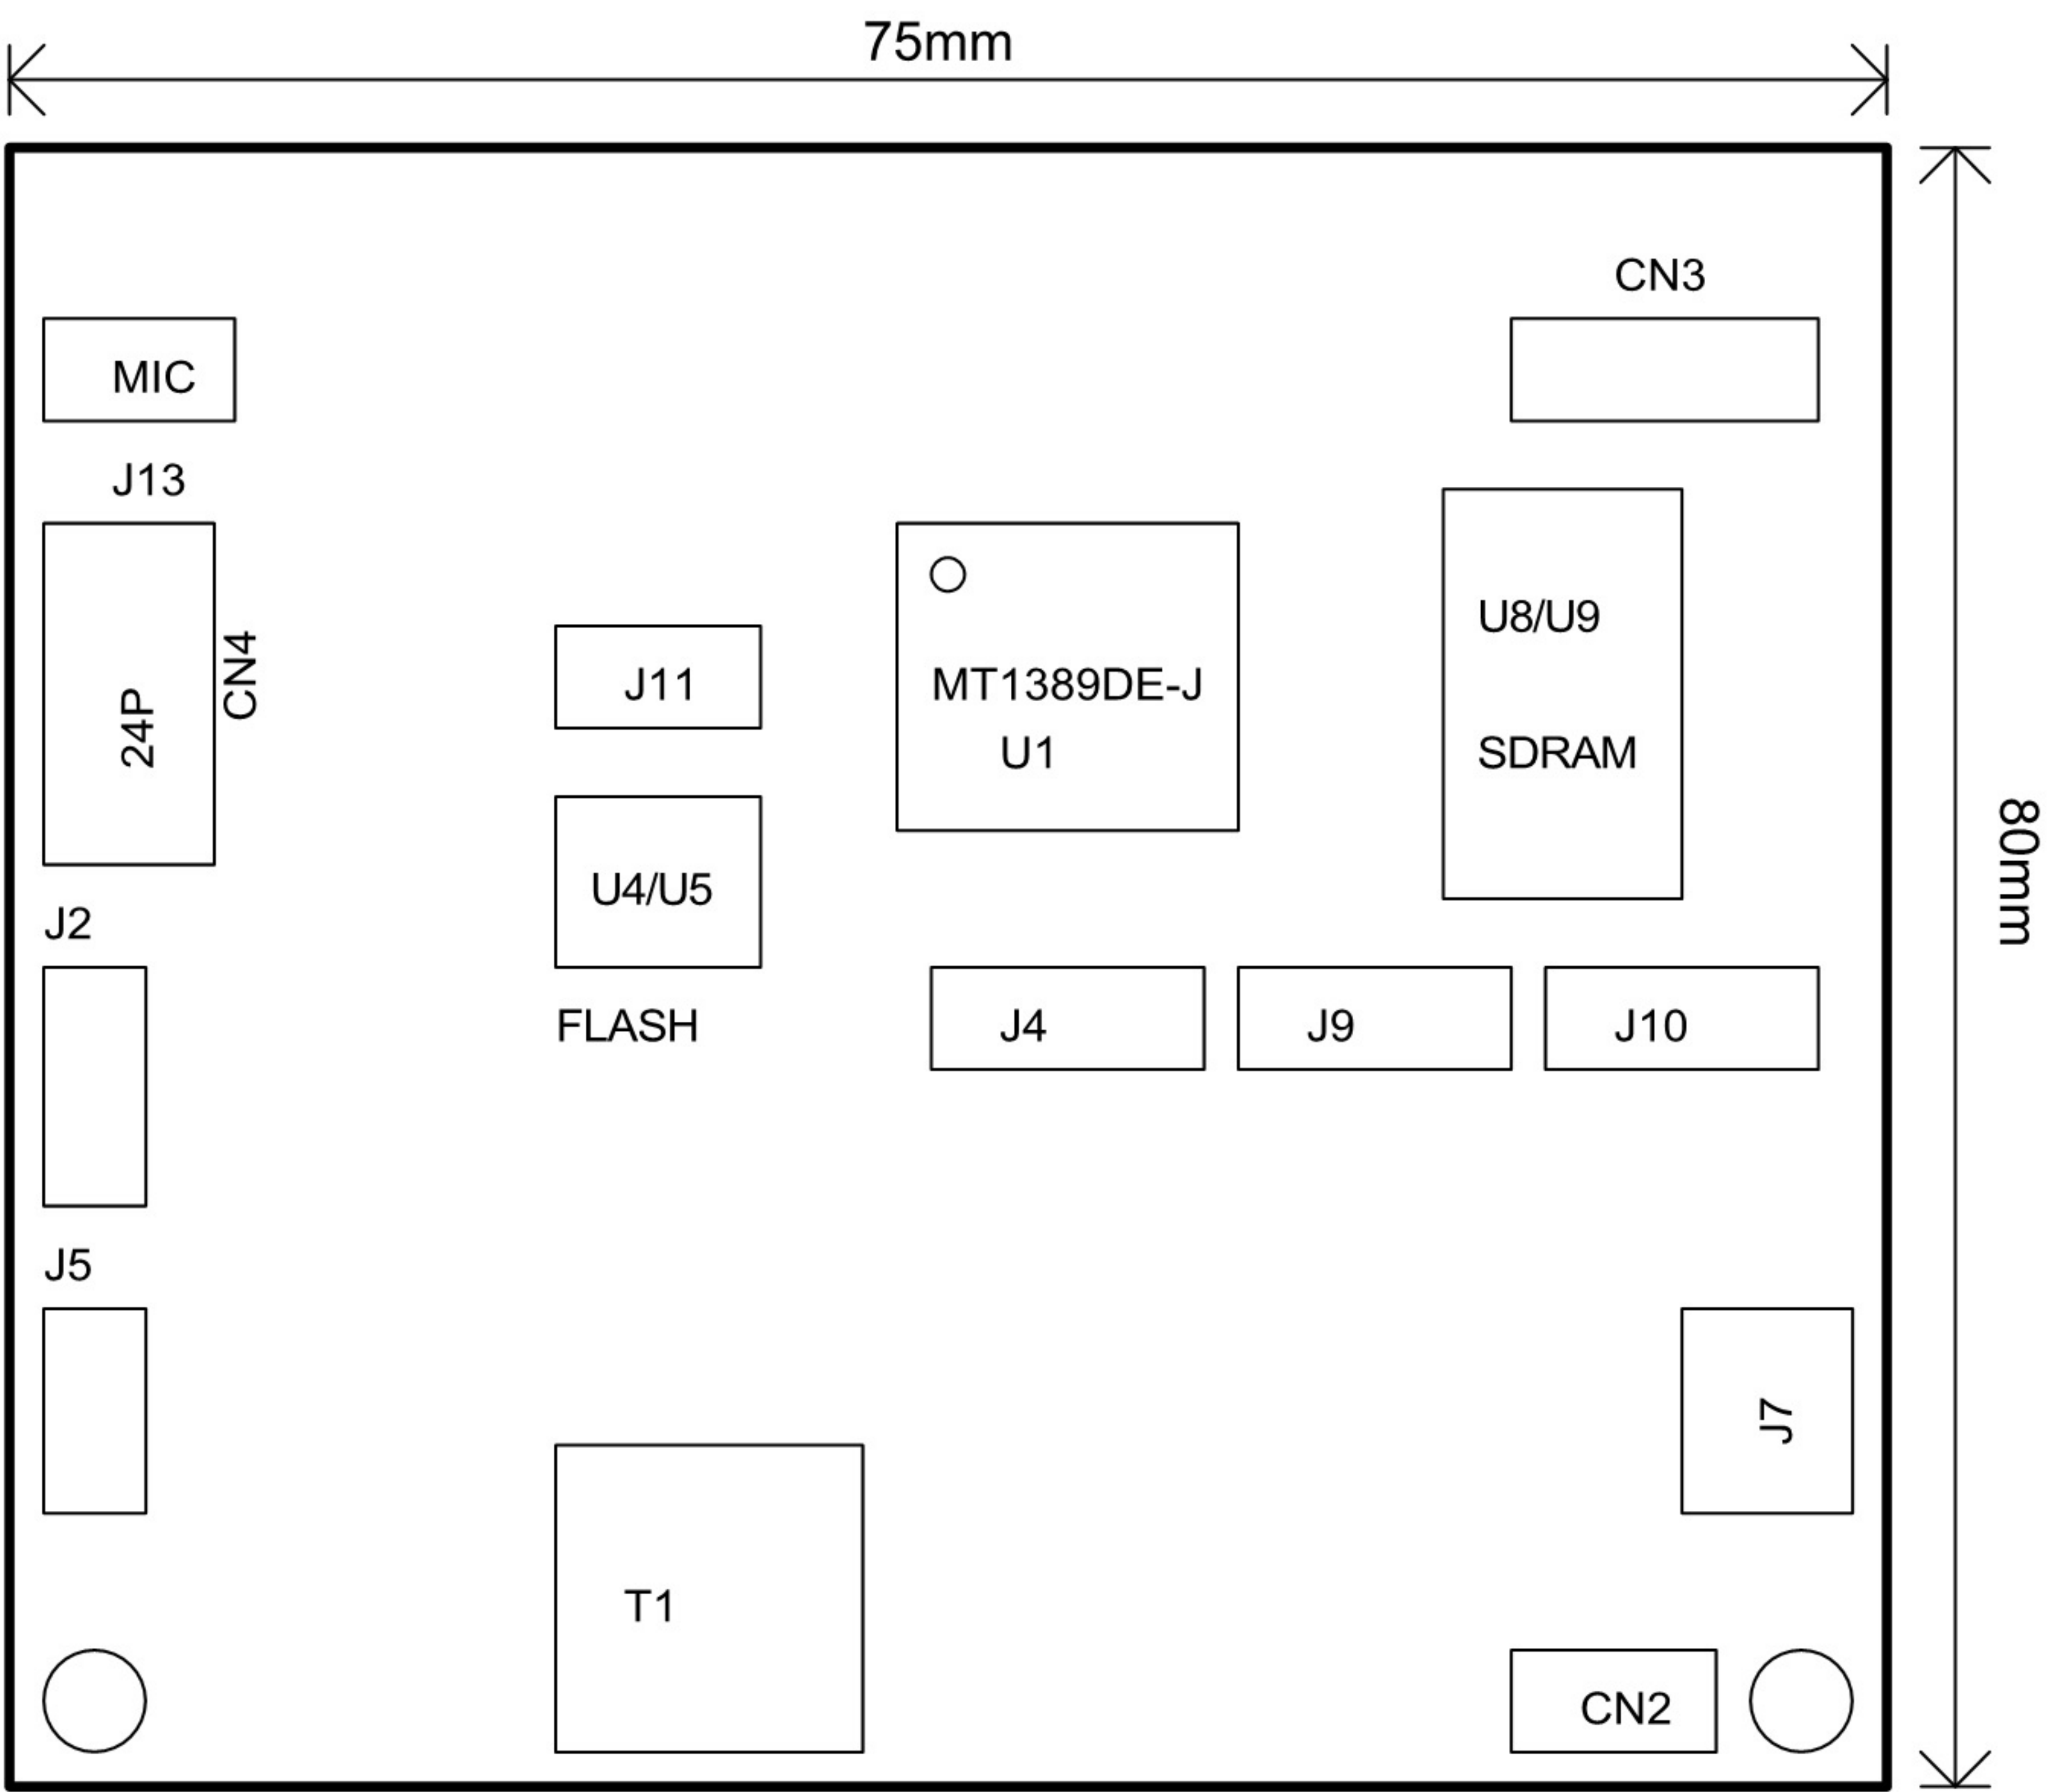 75mm
CN3
MIC
J13
24P
CN4
J11
MT1389DE-J
U1
U8/U9
SDRAM
80mm
U4/U5
FLASH
J2
J4
J9
J10
J5
J7
T1
CN2